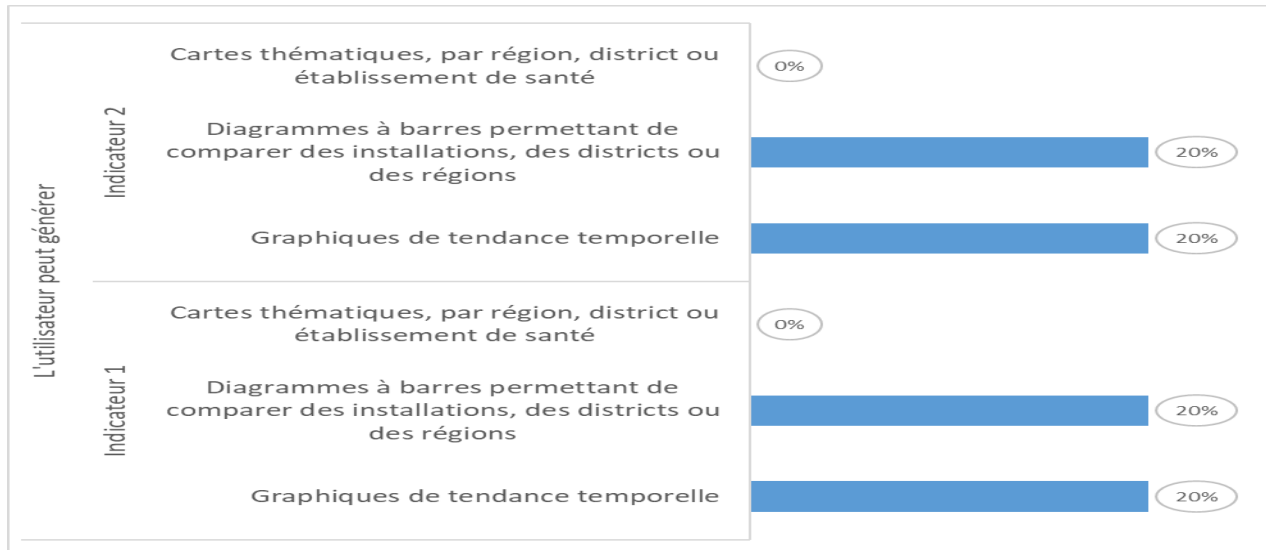 L'utilisateur peut générer
Indicateur 2
Cartes thématiques, par région, district ou
établissement de santé
0%
Diagrammes à barres permettant de
comparer des installations, des districts ou
des régions
20%
Graphiques de tendance temporelle
20%
Indicateur 1
Cartes thématiques, par région, district ou
établissement de santé
0%
Diagrammes à barres permettant de
comparer des installations, des districts ou
des régions
20%
Graphiques de tendance temporelle
20%